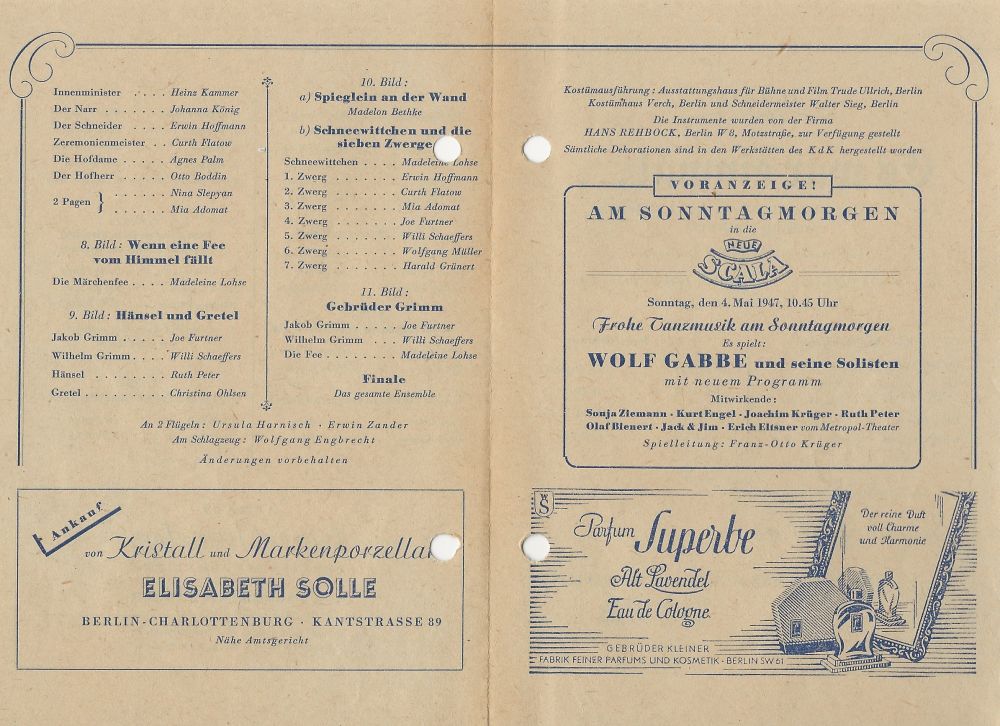 Innenminister . . . . Heinz Kammer
Der Narr . . . . . Johanna König
Der Schneider . . . . Erwin Hoffmann
Zeremonienmeister . . Curth Flatow
Die Hofdame . . . . . Agnes Palm
Der Hofherr . . . . . Otto Boddin
2 Pagen } . . . . . . Nina Slepyan
. . . . . . Mia Adomat
8. Bild: Wenn eine Fee
vom Himmel fällt
Die Märchenfee . . . . Madeleine Lohse
9. Bild: Hänsel und Gretel
Jakob Grimm . . . . . Joe Furtner
Wilhelm Grimm . . . . Willi Schaeffers
Hänsel . . . . . . . . Ruth Peter
Gretel . . . . . . . . . Christina Ohlsen
10. Bild:
a) Spieglein an der Wand
Madelon Bethke
b) Schneewittchen und die
sieben Zwerge
Schneewittchen . . . . Madeleine Lohse
1. Zwerg . . . . . . . Erwin Hoffmann
2. Zwerg . . . . . . . Curth Flatow
3. Zwerg . . . . . . . Mia Adomat
4. Zwerg . . . . . . . Joe Furtner
5. Zwerg . . . . . . . Willi Schaeffers
6. Zwerg . . . . . . . Wolfgang Müller
7. Zwerg . . . . . . . Harald Grünert
11. Bild:
Gebrüder Grimm
Jakob Grimm . . . . . Joe Furtner
Wilhelm Grimm . . . Willi Schaeffers
Die Fee . . . . . . . . Madeleine Lohse
Finale
Das gesamte Ensemble
An 2 Flügeln: Ursula Harnisch · Erwin Zander
Am Schlagzeug: Wolfgang Engbrecht
Änderungen vorbehalten
Ankauf
von Kristall und Markenporzellan
ELISABETH SOLLE
BERLIN-CHARLOTTENBURG · KANTSTRASSE 89
Nähe Amtsgericht
Kostümausführung: Ausstattungshaus für Bühne und Film Trude Ullrich, Berlin
Kostümhaus Verch, Berlin und Schneidermeister Walter Sieg, Berlin
Die Instrumente wurden von der Firma
HANS REHBOCK, Berlin W 8, Motzstraße, zur Verfügung gestellt
Sämtliche Dekorationen sind in den Werkstätten des K d K hergestellt worden
VORANZEIGE!
AM SONNTAGMORGEN
in die
NEUE
SCALA
Sonntag, den 4. Mai 1947, 10.45 Uhr
Frohe Tanzmusik am Sonntagmorgen
Es spielt:
WOLF GABBE und seine Solisten
mit neuem Programm
Mitwirkende:
Sonja Ziemann · Kurt Engel · Joachim Krüger · Ruth Peter
Olaf Bienert · Jack & Jim · Erich Elsner vom Metropol-Theater
Spielleitung: Franz-Otto Krüger
WS
Parfum Superbe
Alt Lavendel
Eau de Cologne
GEBRÜDER KLEINER
FABRIK FEINER PARFUMS UND KOSMETIK · BERLIN SW 61
Der reine Duft
voll Charme
und Harmonie